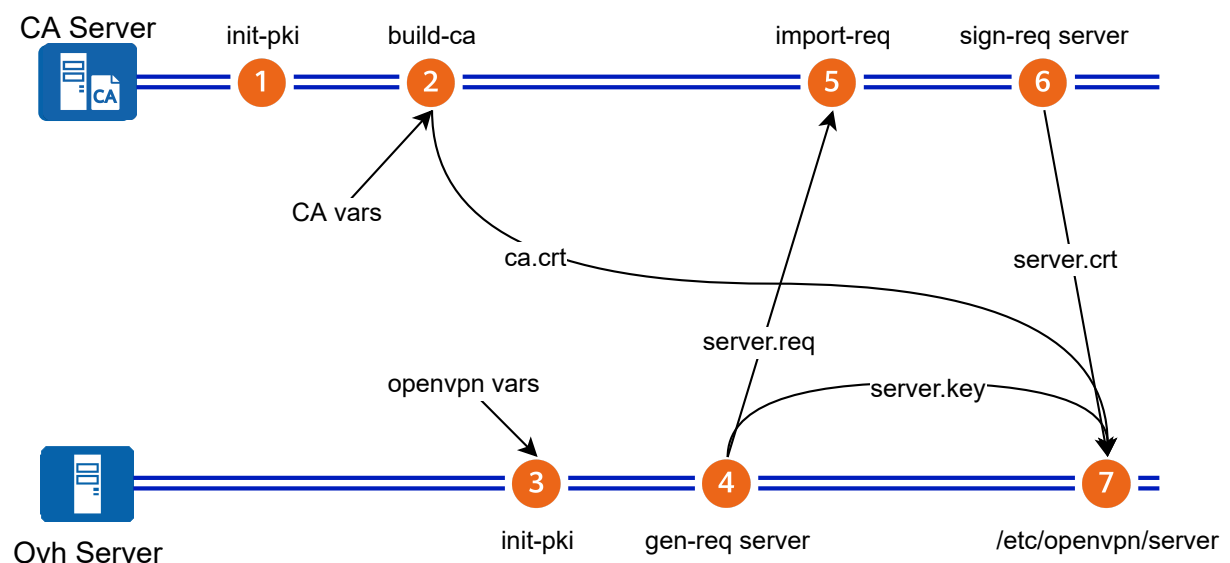 CA Server
init-pki
build-ca
import-req
sign-req server
CA
1
2
5
6
CA vars
ca.crt
server.crt
server.req
openvpn vars
server.key
3
4
7
init-pki
gen-req server
/etc/openvpn/server
Ovh Server